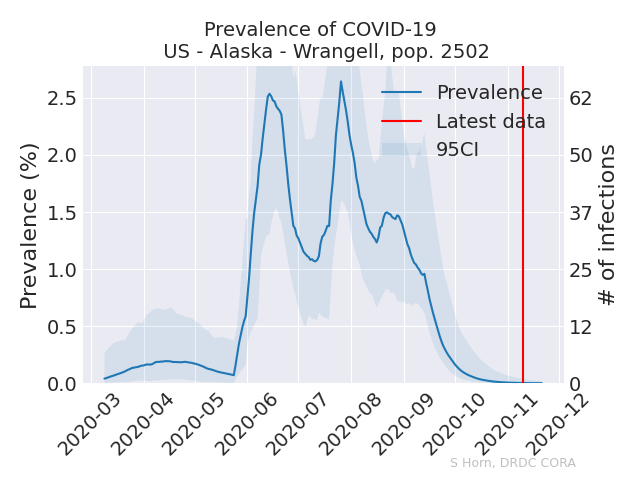 Prevalence of COVID-19
US - Alaska - Wrangell, pop. 2502
Prevalence (%)
2.5
2.0
1.5
1.0
0.5
0.0
62
50
37
25
12
0
# of infections
Prevalence
Latest data
95CI
2020-03
2020-04
2020-05
2020-06
2020-07
2020-08
2020-09
2020-10
2020-11
2020-12
S Horn, DRDC CORA